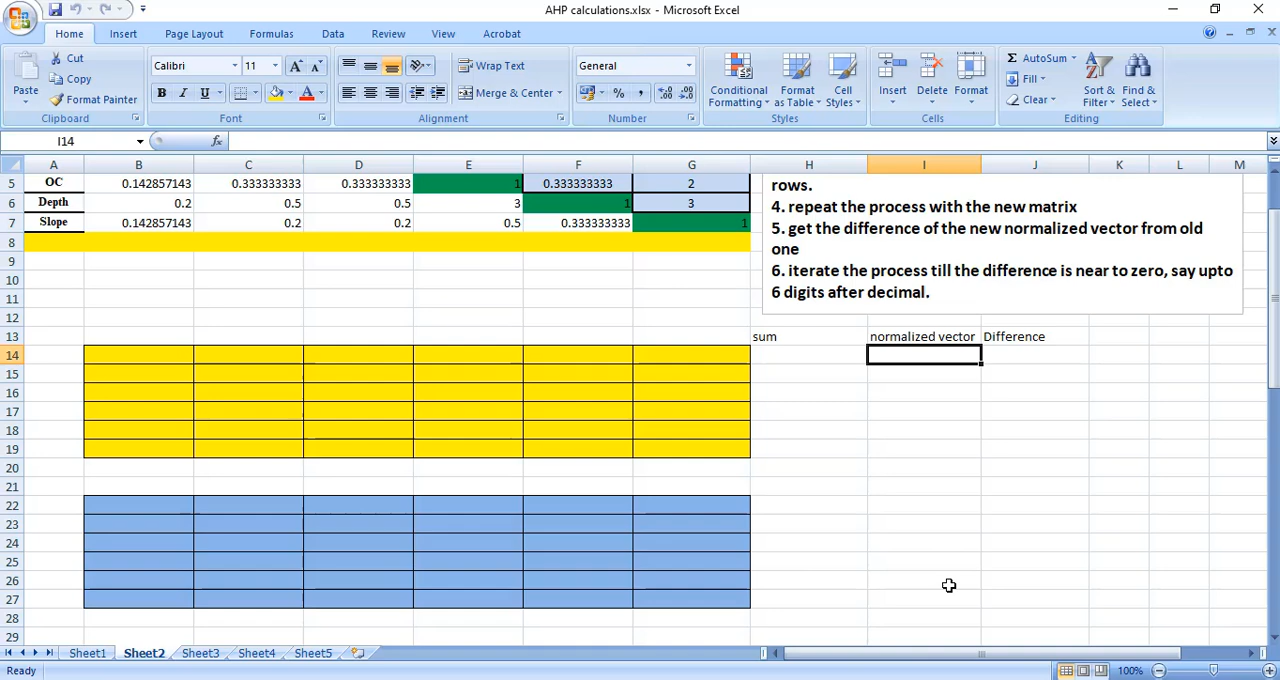 AHP calculations.xlsx - Microsoft Excel
Home Insert Page Layout Formulas Data Review View Acrobat
Paste Cut Copy Format Painter Clipboard
Calibri 11 A A B I U A Font
Wrap Text Merge & Center Alignment
General % , .0 .00 .00 .0 Number
Conditional Formatting Format as Table Cell Styles Styles
Insert Delete Format Cells
Σ AutoSum Fill Clear Sort & Filter Find & Select Editing
I14 fx
A B C D E F G H I J K L M
5 OC 0.142857143 0.333333333 0.333333333 1 0.333333333 2
6 Depth 0.2 0.5 0.5 3 1 3
7 Slope 0.142857143 0.2 0.2 0.5 0.333333333 1
8
9
10
11
12
rows.
4. repeat the process with the new matrix
5. get the difference of the new normalized vector from old
one
6. iterate the process till the difference is near to zero, say upto
6 digits after decimal.
13 sum normalized vector Difference
14
15
16
17
18
19
20
21
22
23
24
25
26
27
28
29
Sheet1 Sheet2 Sheet3 Sheet4 Sheet5
Ready 100%